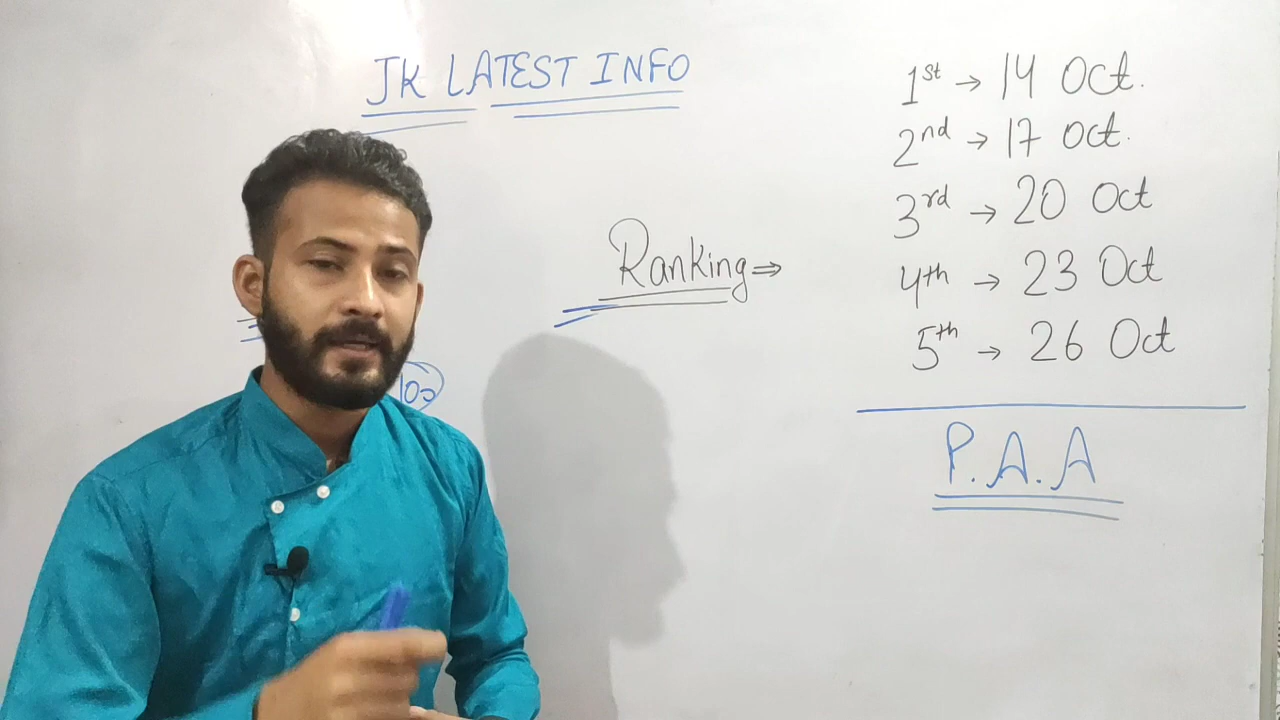 JK LATEST INFO
Ranking ⇒
1st → 14 Oct.
2nd → 17 Oct.
3rd → 20 Oct
4th → 23 Oct
5th → 26 Oct
P.A.A